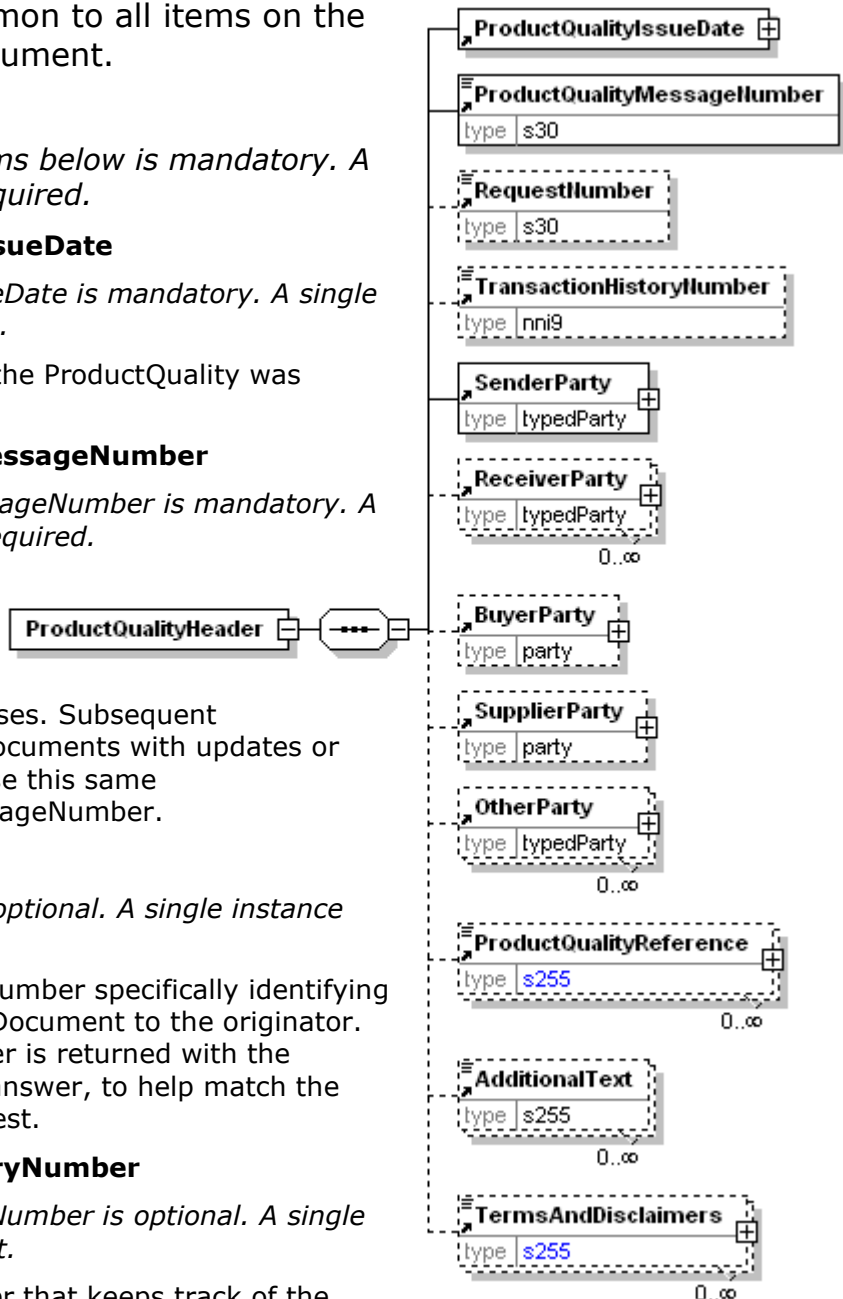 mon to all items on the
ument.
ms below is mandatory. A
quired.
sueDate
eDate is mandatory. A single
.
the ProductQuality was
essageNumber
ageNumber is mandatory. A
equired.
ses. Subsequent
ocuments with updates or
e this same
ageNumber.
optional. A single instance
umber specifically identifying
Document to the originator.
er is returned with the
answer, to help match the
est.
ryNumber
Number is optional. A single
t.
er that keeps track of the
ProductQualityHeader
ProductQualityIssueDate
ProductQualityMessageNumber
type s30
RequestNumber
type s30
TransactionHistoryNumber
type nni9
SenderParty
type typedParty
ReceiverParty
type typedParty
0..∞
BuyerParty
type party
SupplierParty
type party
OtherParty
type typedParty
0..∞
ProductQualityReference
type s255
0..∞
AdditionalText
type s255
0..∞
TermsAndDisclaimers
type s255
0..∞